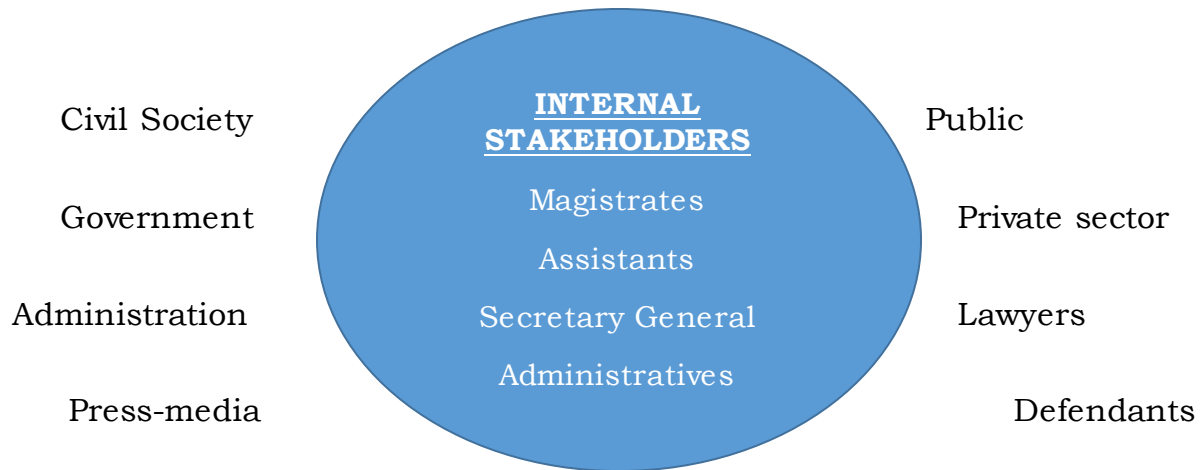 Civil Society
Government
Administration
Press-media
INTERNAL
STAKEHOLDERS
Magistrates
Assistants
Secretary General
Administratives
Public
Private sector
Lawyers
Defendants